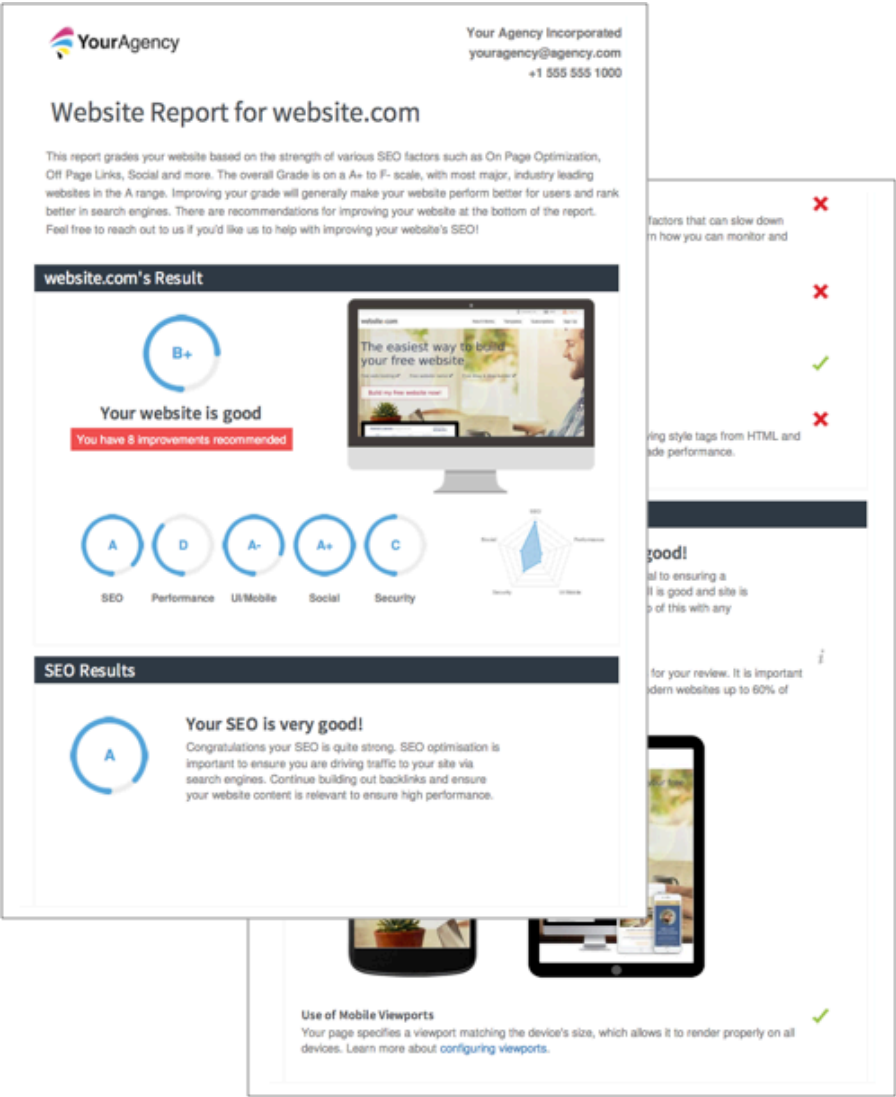 YourAgency
Your Agency Incorporated
youragency@agency.com
+1 555 555 1000
Website Report for website.com
This report grades your website based on the strength of various SEO factors such as On Page Optimization,
Off Page Links, Social and more. The overall Grade is on a A+ to F- scale, with most major, industry leading
websites in the A range. Improving your grade will generally make your website perform better for users and rank
better in search engines. There are recommendations for improving your website at the bottom of the report.
Feel free to reach out to us if you'd like us to help with improving your website's SEO!
website.com's Result
B+
Your website is good
You have 8 improvements recommended
website.com
The easiest way to build
your free website
Build my free website now!
A
D
A-
A+
C
SEO
Performance
UI/Mobile
Social
Security
SEO
Social
Performance
Security
UI/Mobile
SEO Results
A
Your SEO is very good!
Congratulations your SEO is quite strong. SEO optimisation is
important to ensure you are driving traffic to your site via
search engines. Continue building out backlinks and ensure
your website content is relevant to ensure high performance.
factors that can slow down
how you can monitor and
style tags from HTML and
performance.
good!
to ensuring a
is good and site is
of this with any
for your review. It is important
websites up to 60% of
your free
Use of Mobile Viewports
Your page specifies a viewport matching the device's size, which allows it to render properly on all
devices. Learn more about configuring viewports.